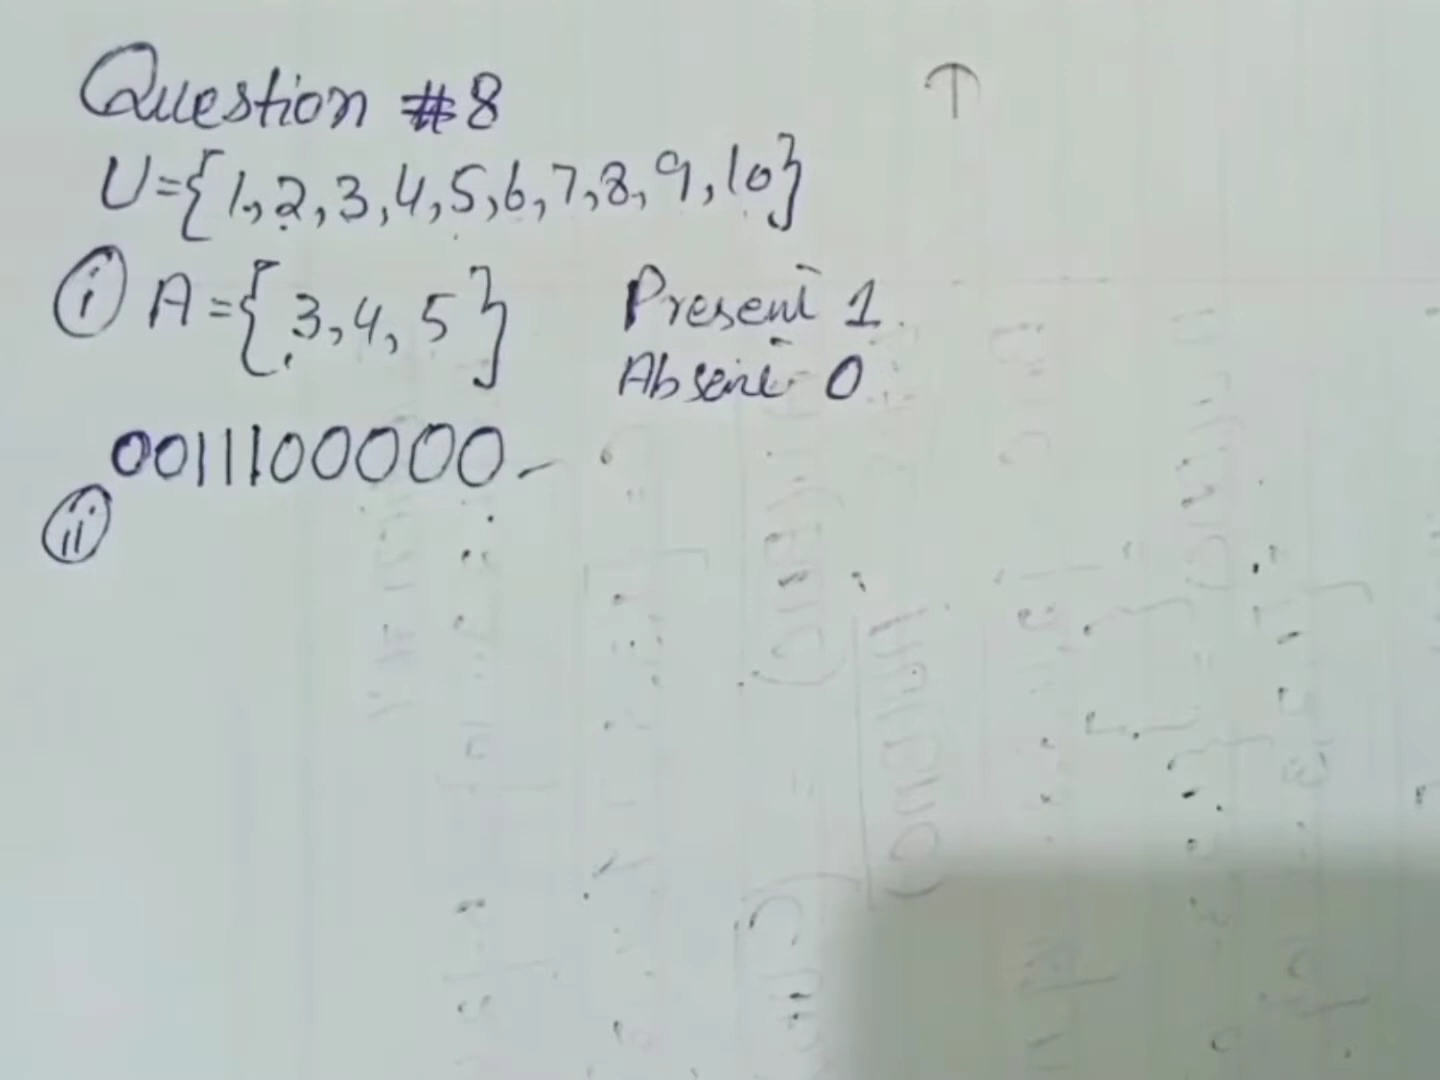 Question #8
U={1,2,3,4,5,6,7,8,9,10}
i A={3,4,5} Present 1
Absent 0
0011100000
ii